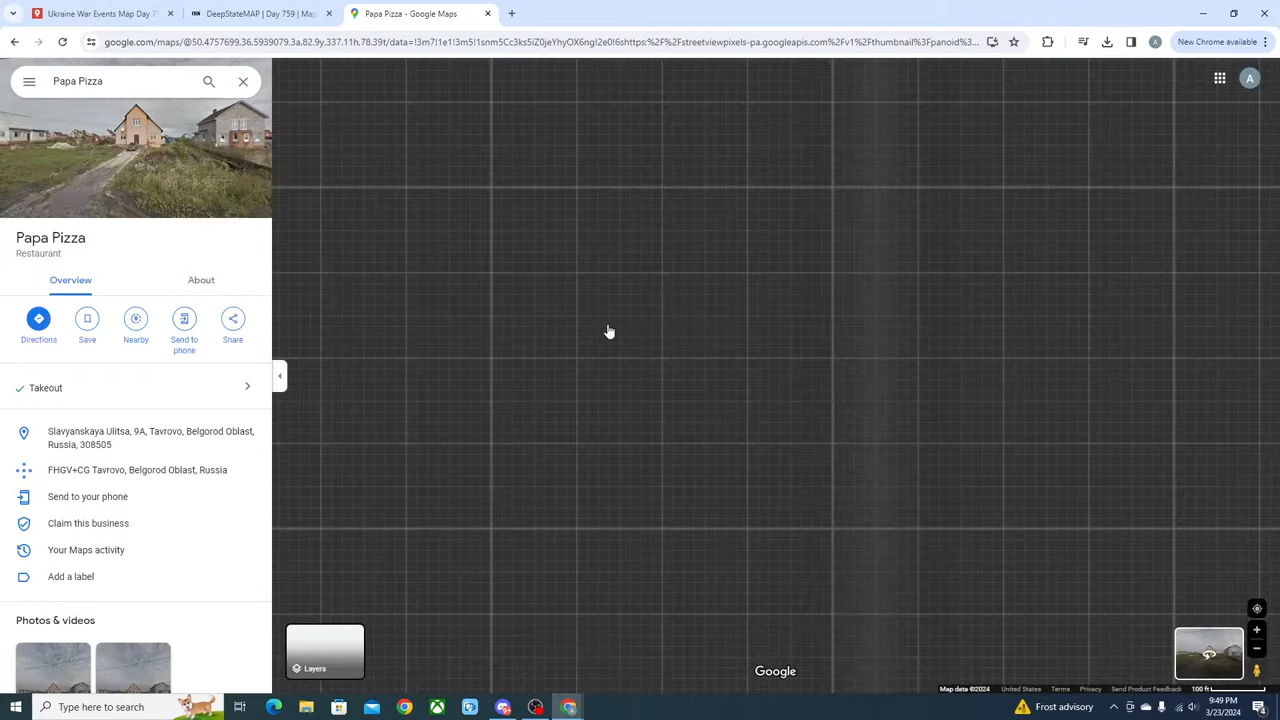 Ukraine War Events Map Day 7
DeepStateMAP | Day 759 | Map
Papa Pizza - Google Maps
google.com/maps/@50.4757699,36.5939079,3a,82.9y,337.11h,78.39t/data=!3m7!1e1!3m5!1snm5Cc3ks5iZ0jeYhyOX6ng!2e0!6shttps:%2F%2Fstreetviewpixels-pa.googleapis.com%2Fv1%2Fthumbnail%3Fpanoid%3...
A
New Chrome available
Papa Pizza
A
Papa Pizza
Restaurant
Overview
About
Directions
Save
Nearby
Send to
phone
Share
Takeout
Slavyanskaya Ulitsa, 9A, Tavrovo, Belgorod Oblast,
Russia, 308505
FHGV+CG Tavrovo, Belgorod Oblast, Russia
Send to your phone
Claim this business
Your Maps activity
Add a label
Photos & videos
Layers
Google
Map data ©2024 United States Terms Privacy Send Product Feedback 100 ft
Type here to search
Frost advisory
9:49 PM
3/23/2024